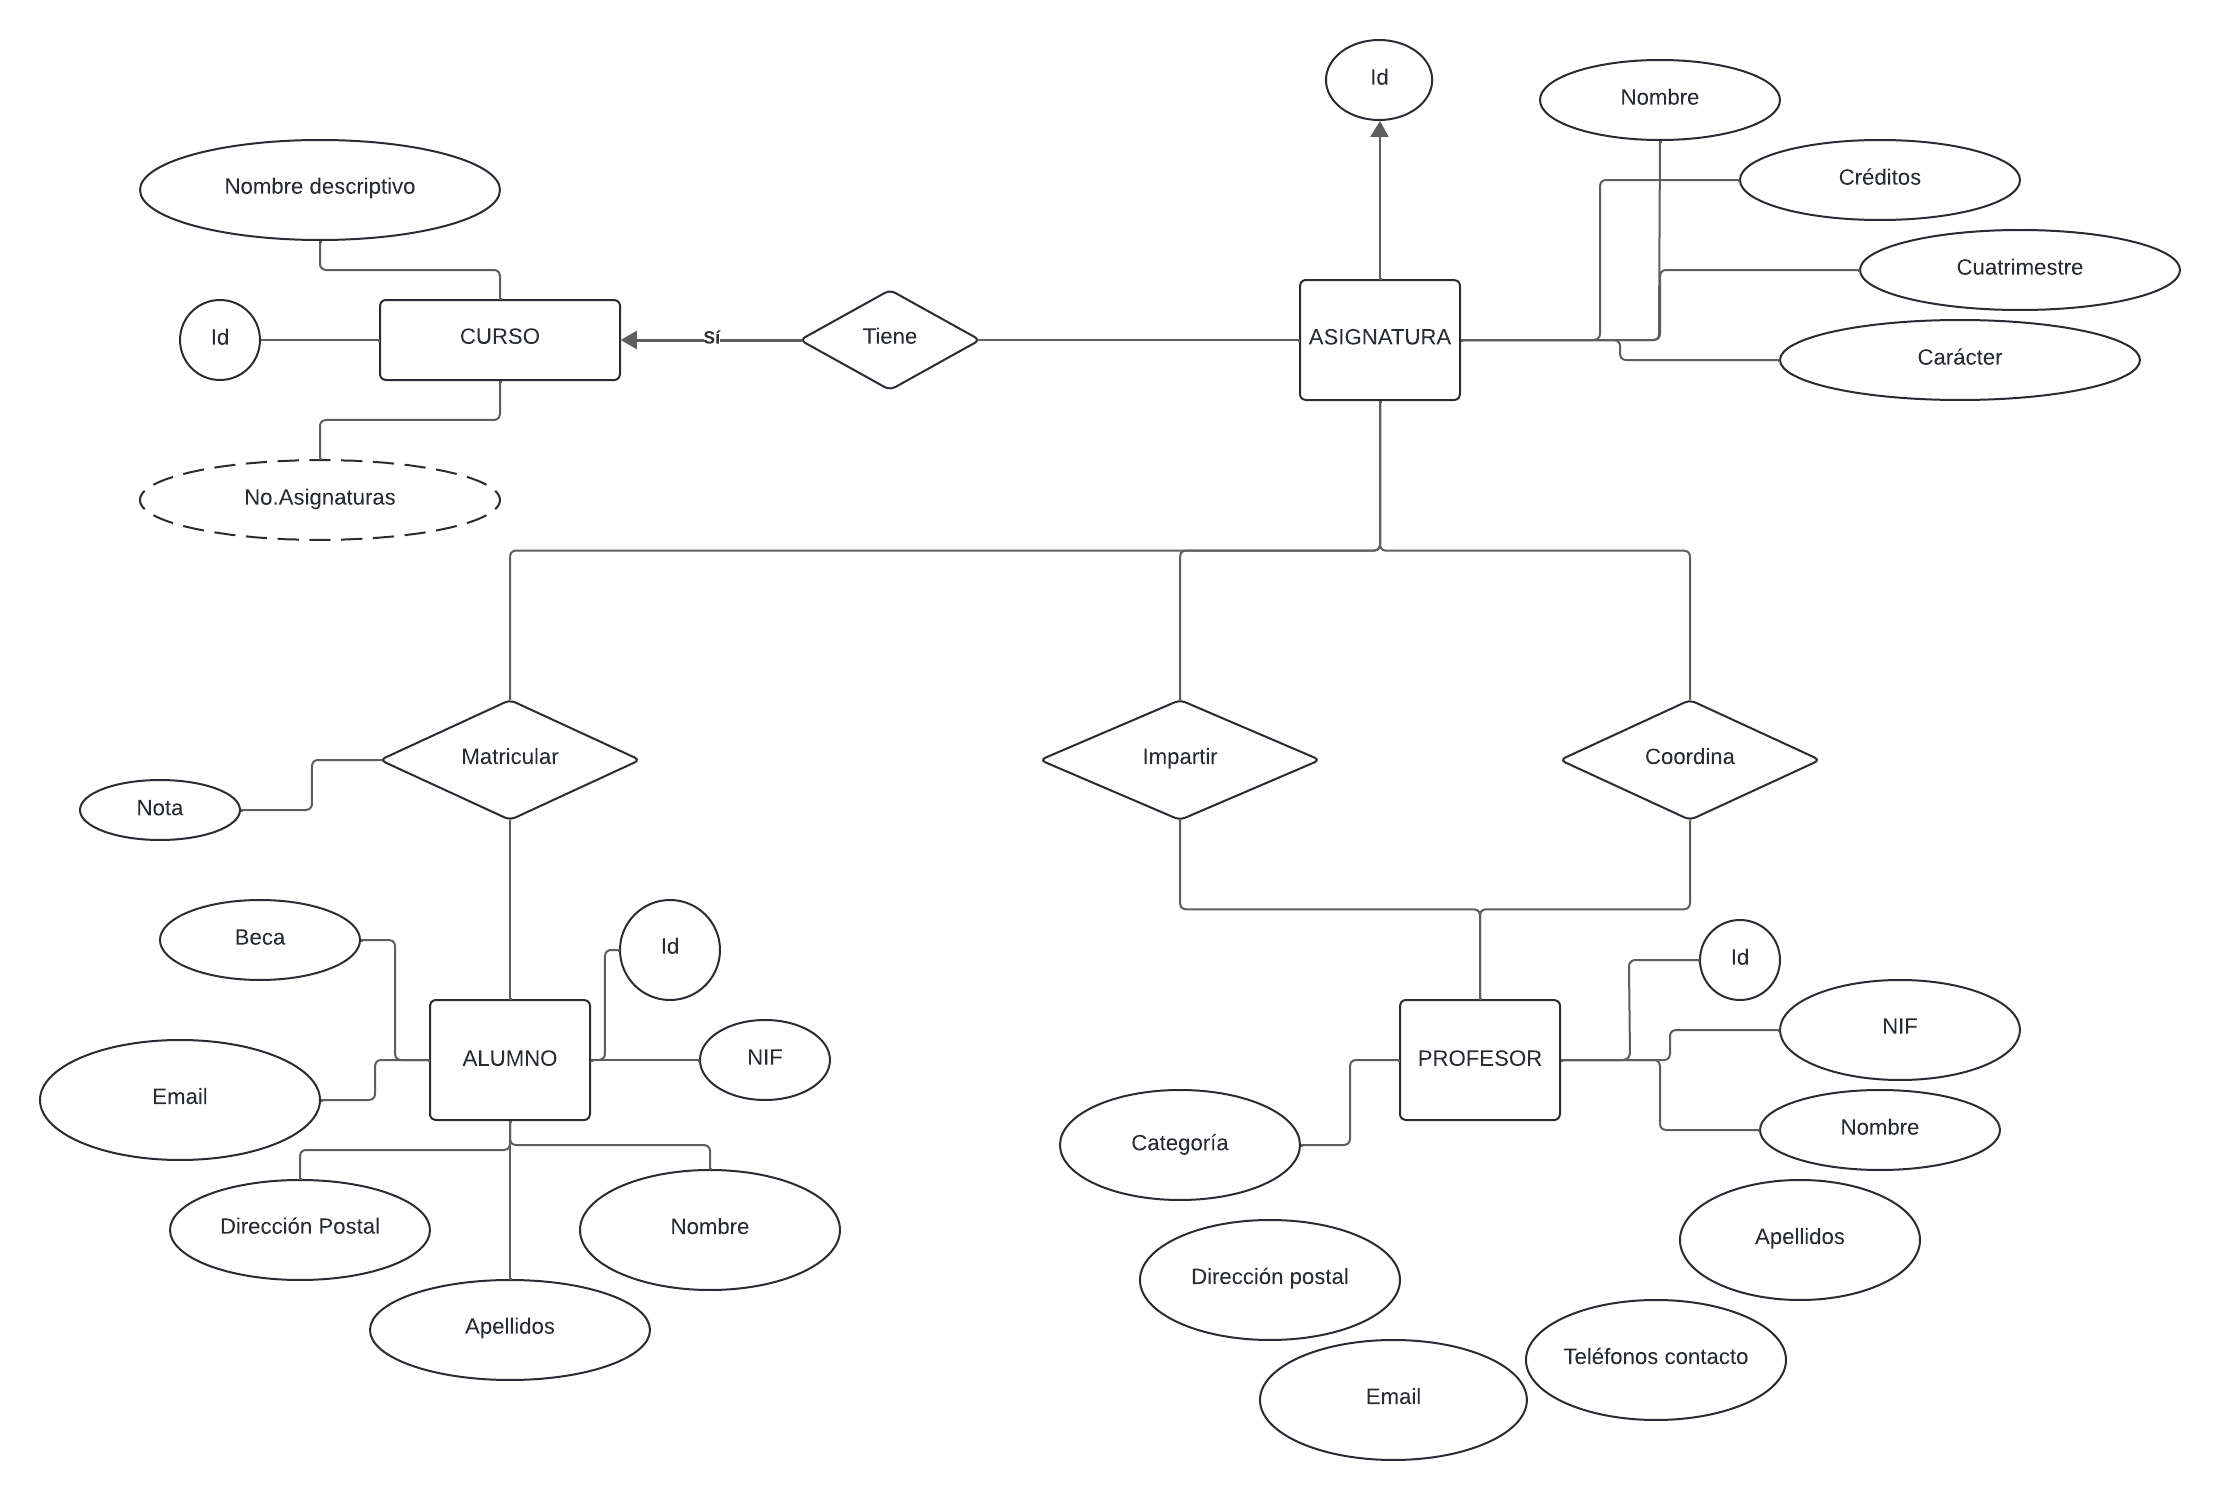 Id
Nombre
Créditos
Nombre descriptivo
Cuatrimestre
Id
CURSO
Sí
Tiene
ASIGNATURA
Carácter
No.Asignaturas
Matricular
Impartir
Coordina
Nota
Beca
Id
Id
NIF
Email
ALUMNO
NIF
PROFESOR
Categoría
Nombre
Dirección Postal
Nombre
Apellidos
Dirección postal
Apellidos
Teléfonos contacto
Email